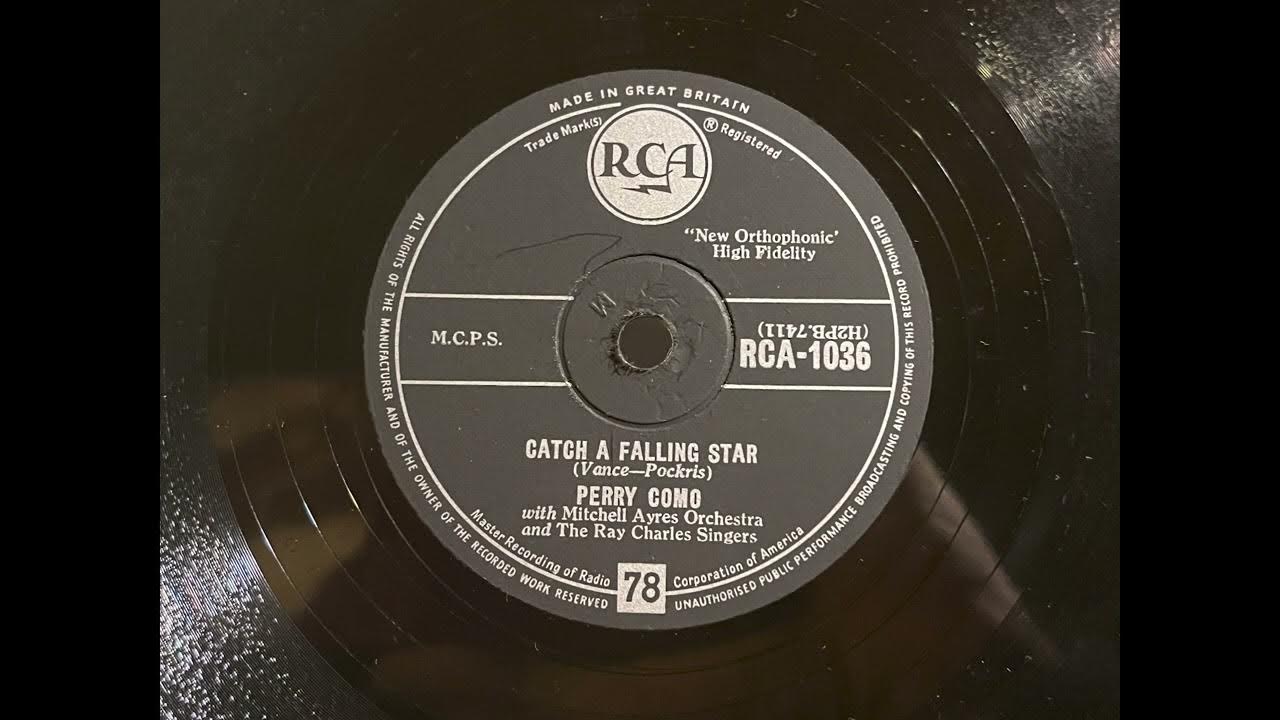 MADE IN GREAT BRITAIN
Trade Mark(s)
® Registered
RCA
"New Orthophonic'
High Fidelity
M.C.P.S.
(H2PB.7411)
RCA-1036
M
CATCH A FALLING STAR
(Vance—Pockris)
PERRY COMO
with Mitchell Ayres Orchestra
and The Ray Charles Singers
Master Recording of Radio Corporation of America
78
ALL RIGHTS OF THE MANUFACTURER AND OF THE OWNER OF THE RECORDED WORK RESERVED
UNAUTHORISED PUBLIC PERFORMANCE BROADCASTING AND COPYING OF THIS RECORD PROHIBITED